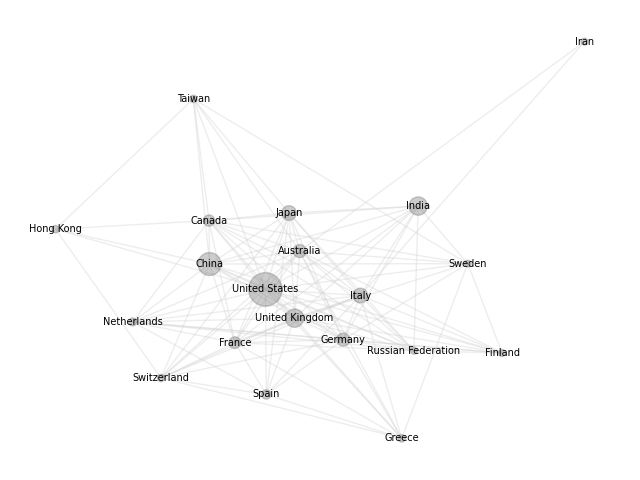 Iran
Taiwan
India
Japan
Canada
Hong Kong
Australia
China
Sweden
United States
Italy
United Kingdom
Netherlands
Germany
France
Russian Federation
Finland
Switzerland
Spain
Greece